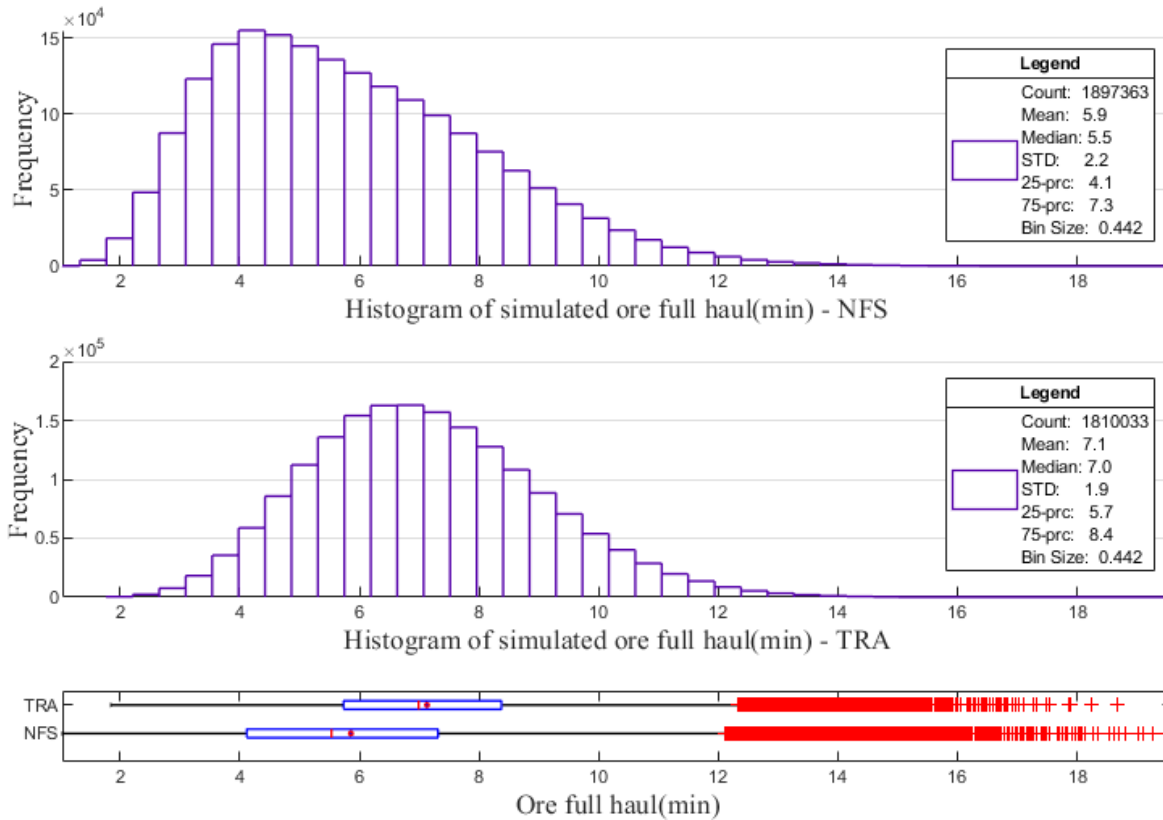 ×10⁴
15
10
5
0
Frequency
2 4 6 8 10 12 14 16 18
Histogram of simulated ore full haul(min) - NFS
Legend
Count: 1897363
Mean: 5.9
Median: 5.5
STD: 2.2
25-prc: 4.1
75-prc: 7.3
Bin Size: 0.442
×10⁵
2
1.5
1
0.5
0
Frequency
2 4 6 8 10 12 14 16 18
Histogram of simulated ore full haul(min) - TRA
Legend
Count: 1810033
Mean: 7.1
Median: 7.0
STD: 1.9
25-prc: 5.7
75-prc: 8.4
Bin Size: 0.442
TRA
NFS
2 4 6 8 10 12 14 16 18
Ore full haul(min)